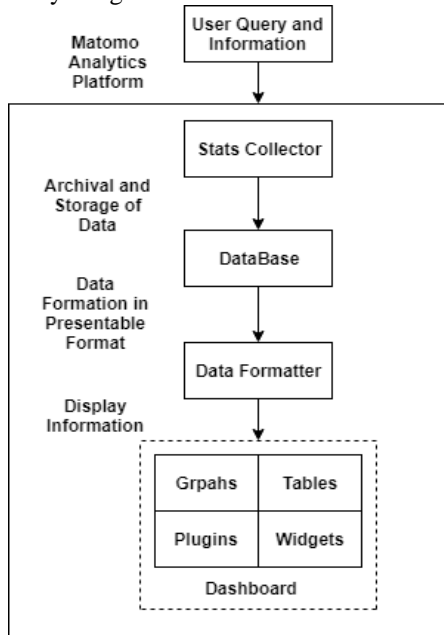 User Query and
Information
Matomo
Analytics
Platform
Stats Collector
Archival and
Storage of
Data
DataBase
Data
Formation in
Presentable
Format
Data Formatter
Display
Information
Grpahs
Tables
Plugins
Widgets
Dashboard